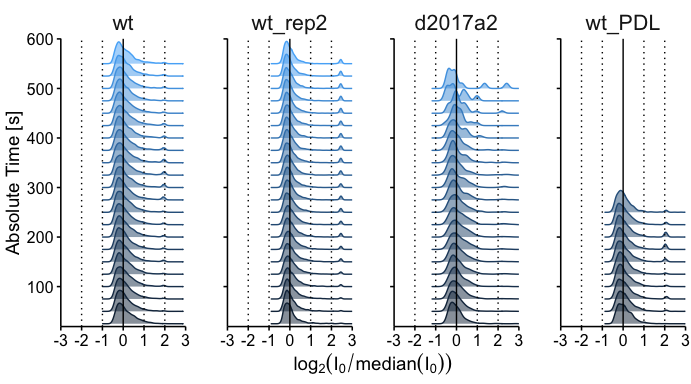 wt wt_rep2 d2017a2 wt_PDL
600
500
400
300
200
100
Absolute Time [s]
-3 -2 -1 0 1 2 3 -3 -2 -1 0 1 2 3 -3 -2 -1 0 1 2 3 -3 -2 -1 0 1 2 3
log₂(I₀/median(I₀))